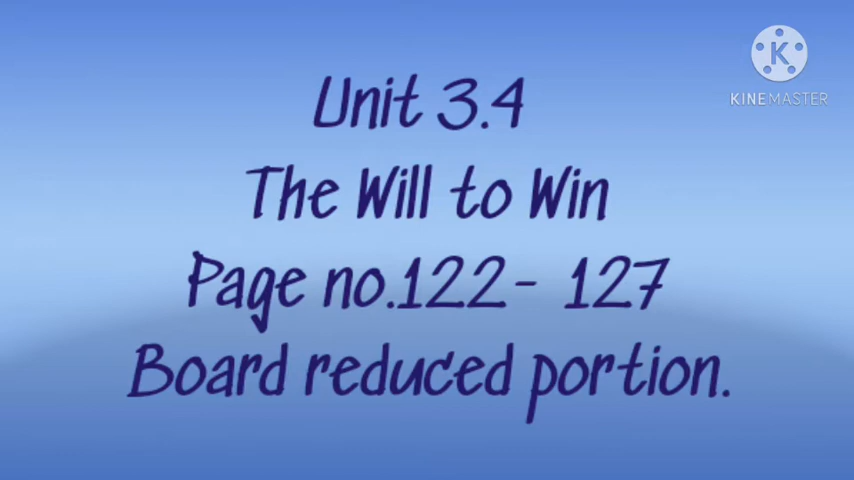 Unit 3.4
The Will to Win
Page no.122- 127
Board reduced portion.
K
KINEMASTER